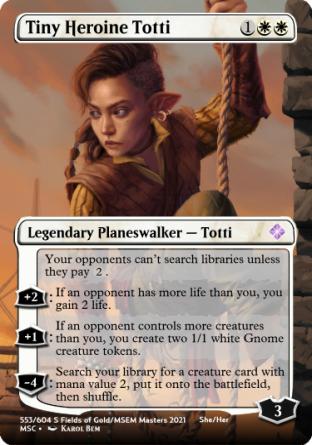 Tiny Heroine Totti 1
Legendary Planeswalker — Totti
Your opponents can't search libraries unless
they pay 2 .
+2: If an opponent has more life than you, you
gain 2 life.
+1: If an opponent controls more creatures
than you, you create two 1/1 white Gnome
creature tokens.
-4: Search your library for a creature card with
mana value 2, put it onto the battlefield,
then shuffle.
3
553/604 S Fields of Gold/MSEM Masters 2021 She/Her
MSC • Karol Bem